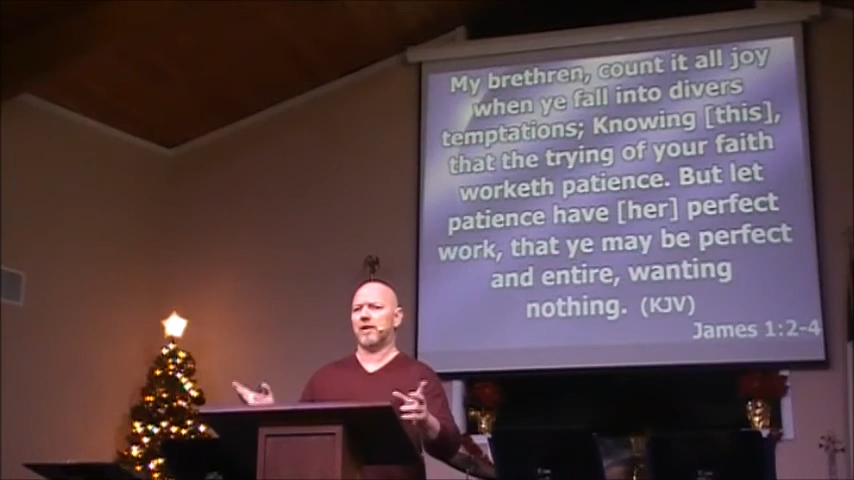 My brethren, count it all joy
when ye fall into divers
temptations; Knowing [this],
that the trying of your faith
worketh patience. But let
patience have [her] perfect
work, that ye may be perfect
and entire, wanting
nothing. (KJV)
James 1:2-4